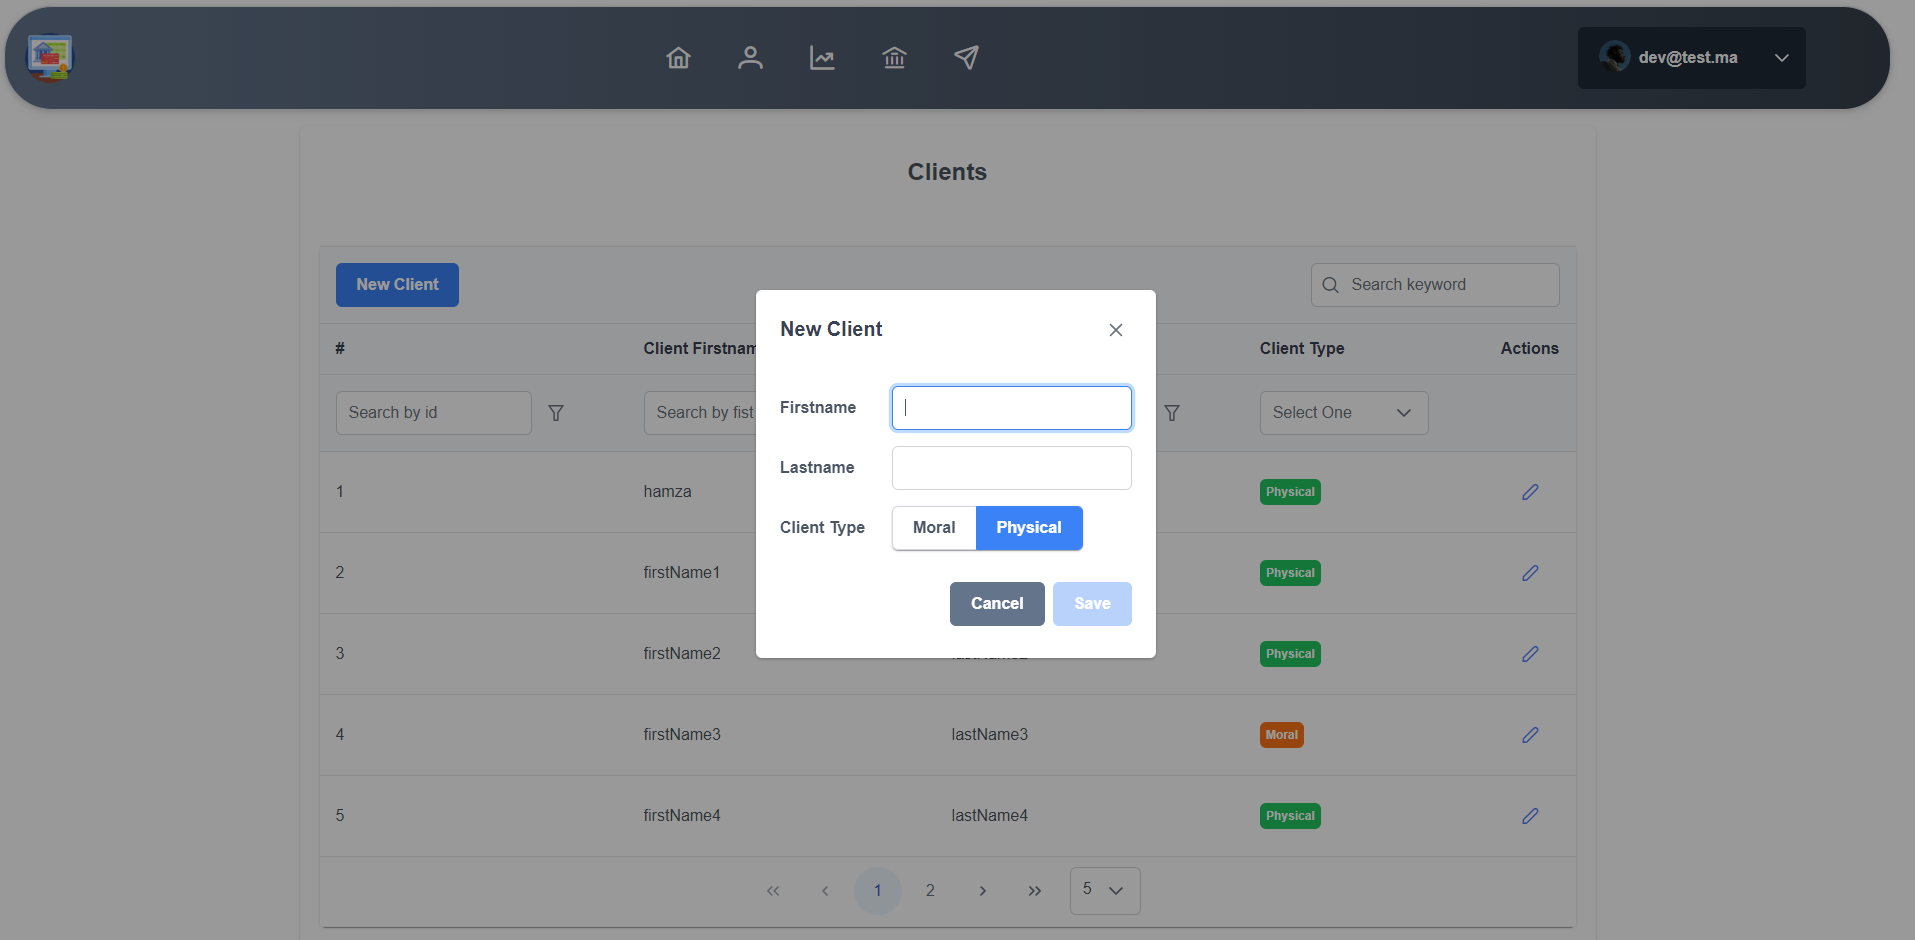 dev@test.ma
Clients
New Client
Search keyword
New Client
# Client Firstnam Client Type Actions
Firstname
Search by id Search by fist Select One
Lastname
1 hamza Physical
Client Type Moral Physical
2 firstName1 Physical
Cancel Save
3 firstName2 Physical
4 firstName3 lastName3 Moral
5 firstName4 lastName4 Physical
« ‹ 1 2 › » 5